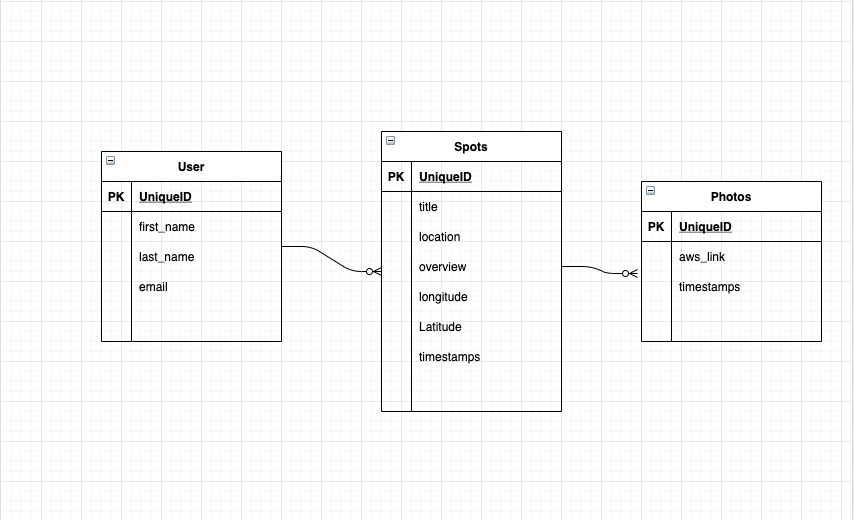 User
PK UniqueID
first_name
last_name
email
Spots
PK UniqueID
title
location
overview
longitude
Latitude
timestamps
Photos
PK UniqueID
aws_link
timestamps